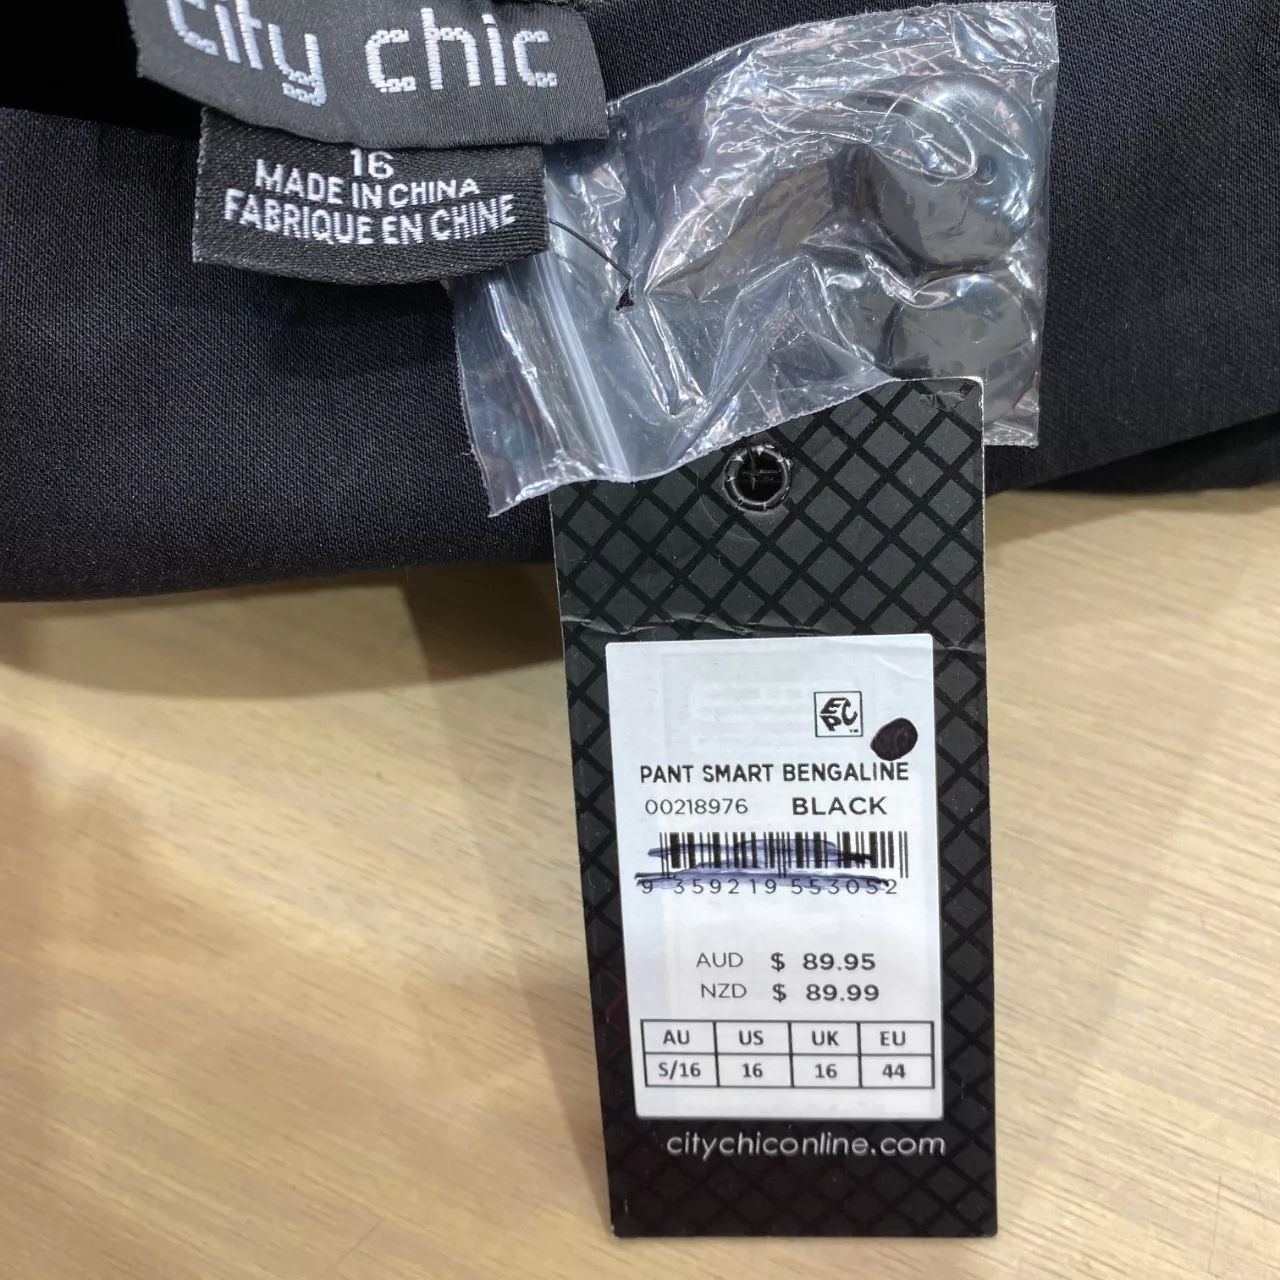 city chic
16
MADE IN CHINA
FABRIQUE EN CHINE
EPC
PANT SMART BENGALINE
00218976 BLACK
9 359219 553052
AUD $ 89.95
NZD $ 89.99
AU US UK EU
S/16 16 16 44
citychiconline.com